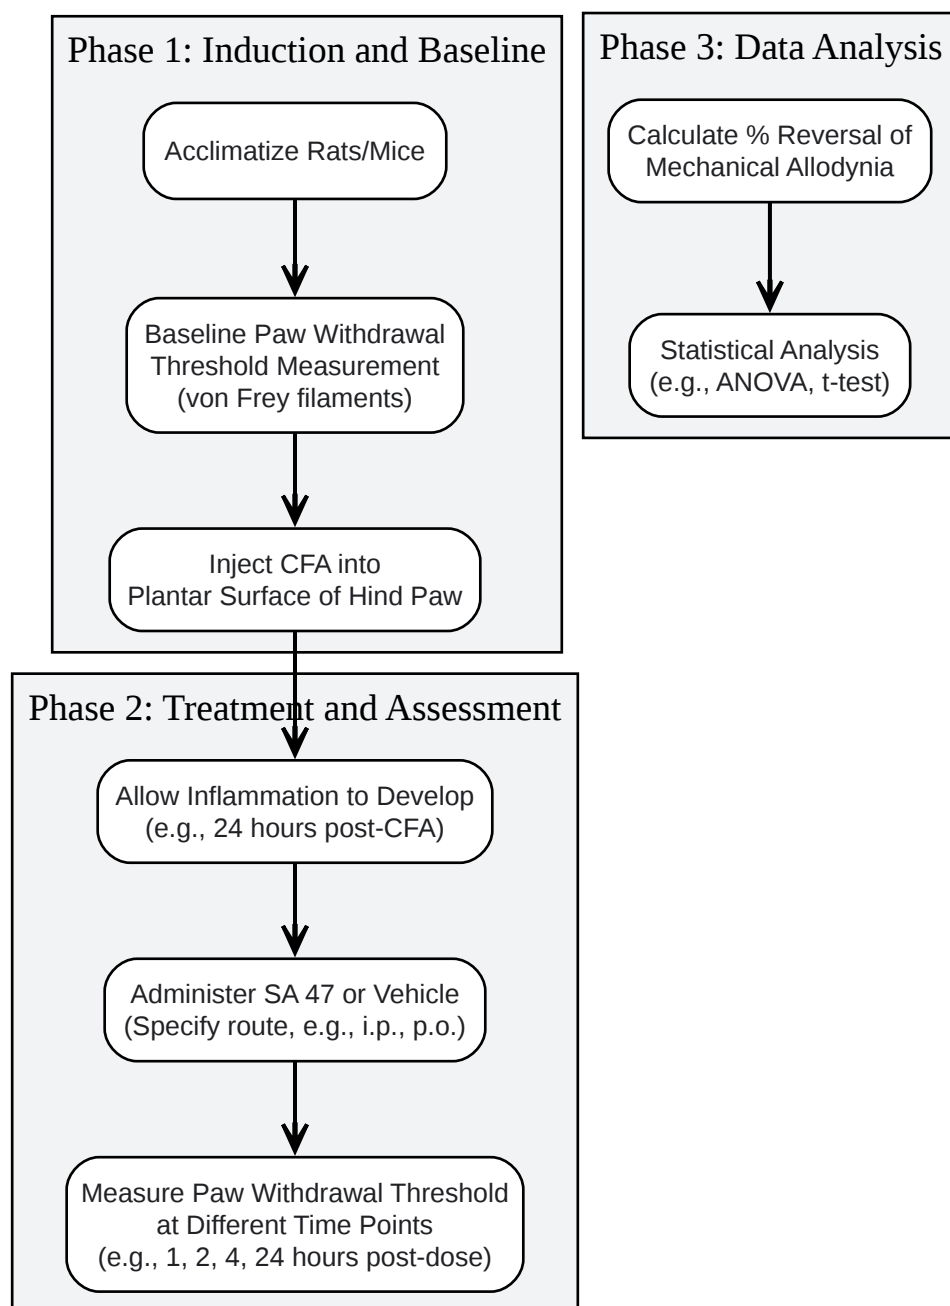 Phase 1: Induction and Baseline
Acclimatize Rats/Mice
Baseline Paw Withdrawal
Threshold Measurement
(von Frey filaments)
Inject CFA into
Plantar Surface of Hind Paw
Phase 2: Treatment and Assessment
Allow Inflammation to Develop
(e.g., 24 hours post-CFA)
Administer SA 47 or Vehicle
(Specify route, e.g., i.p., p.o.)
Measure Paw Withdrawal Threshold
at Different Time Points
(e.g., 1, 2, 4, 24 hours post-dose)
Phase 3: Data Analysis
Calculate % Reversal of
Mechanical Allodynia
Statistical Analysis
(e.g., ANOVA, t-test)